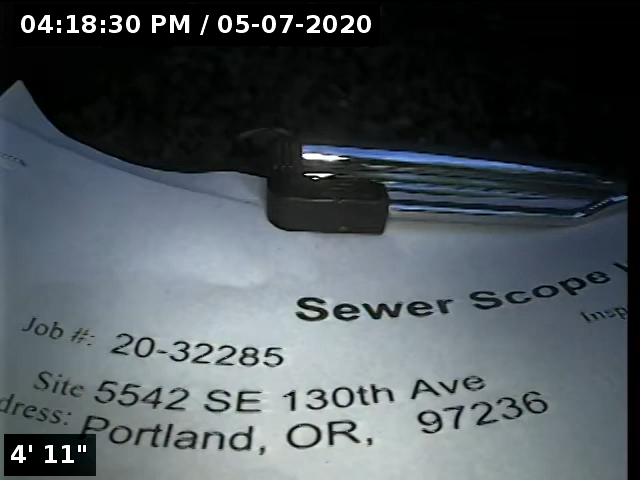 04:18:30 PM / 05-07-2020
Sewer Scope
Job #: 20-32285
Site 5542 SE 130th Ave
dress: Portland, OR, 97236
4' 11"